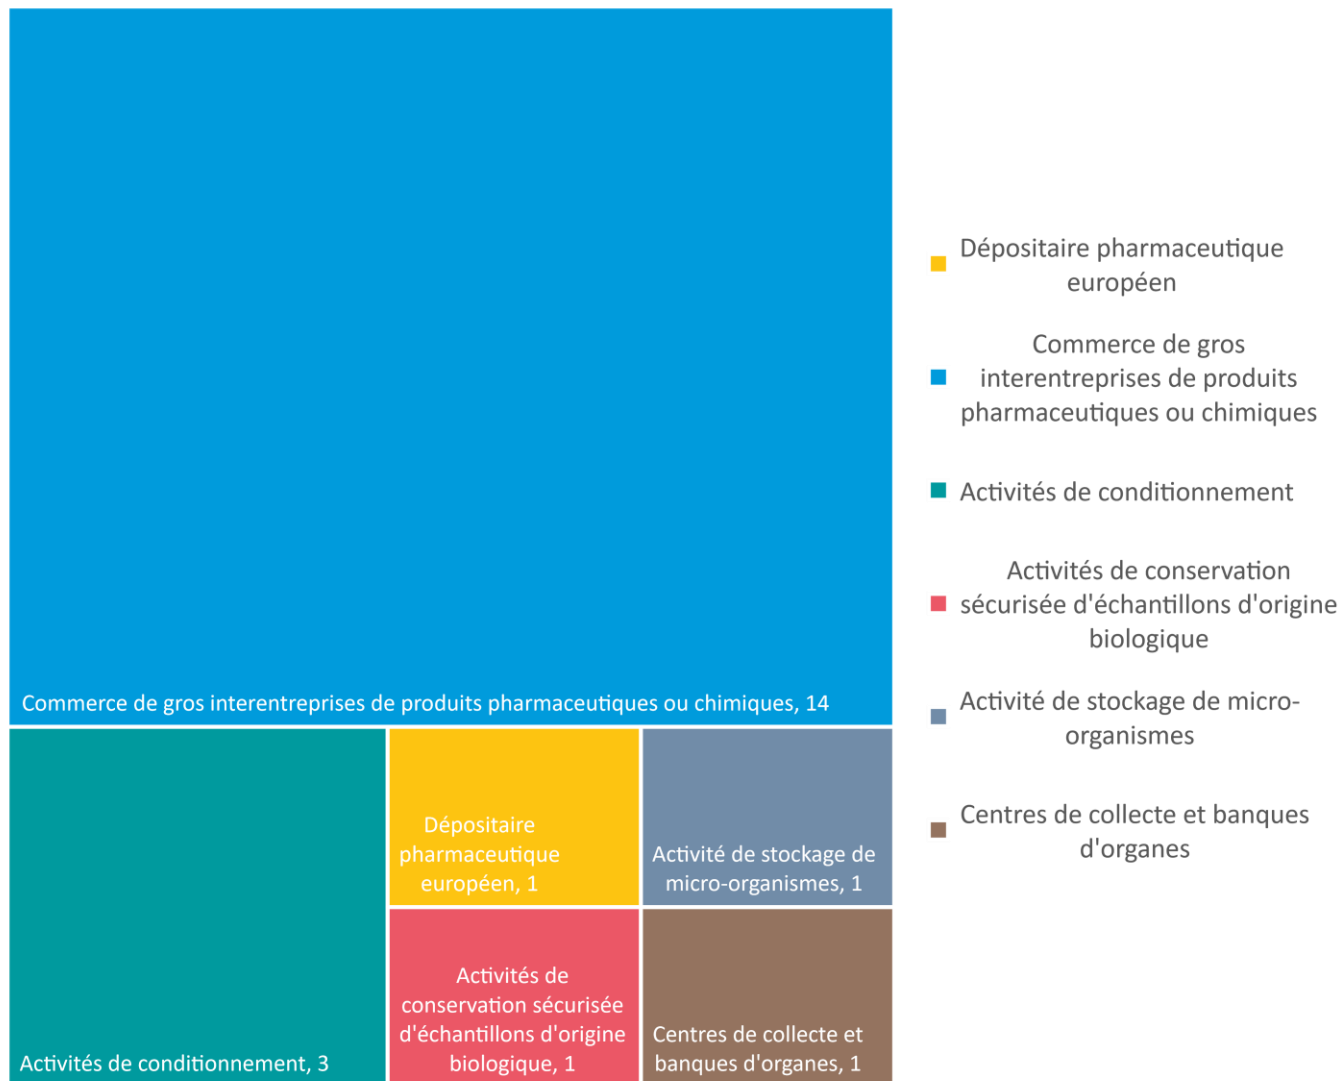 Commerce de gros interentreprises de produits pharmaceutiques ou chimiques, 14
Activités de conditionnement, 3
Dépositaire
pharmaceutique
européen, 1
Activité de stockage de
micro-organismes, 1
Activités de
conservation sécurisée
d'échantillons d'origine
biologique, 1
Centres de collecte et
banques d'organes, 1
Dépositaire pharmaceutique
européen
Commerce de gros
interentreprises de produits
pharmaceutiques ou chimiques
Activités de conditionnement
Activités de conservation
sécurisée d'échantillons d'origine
biologique
Activité de stockage de micro-
organismes
Centres de collecte et banques
d'organes